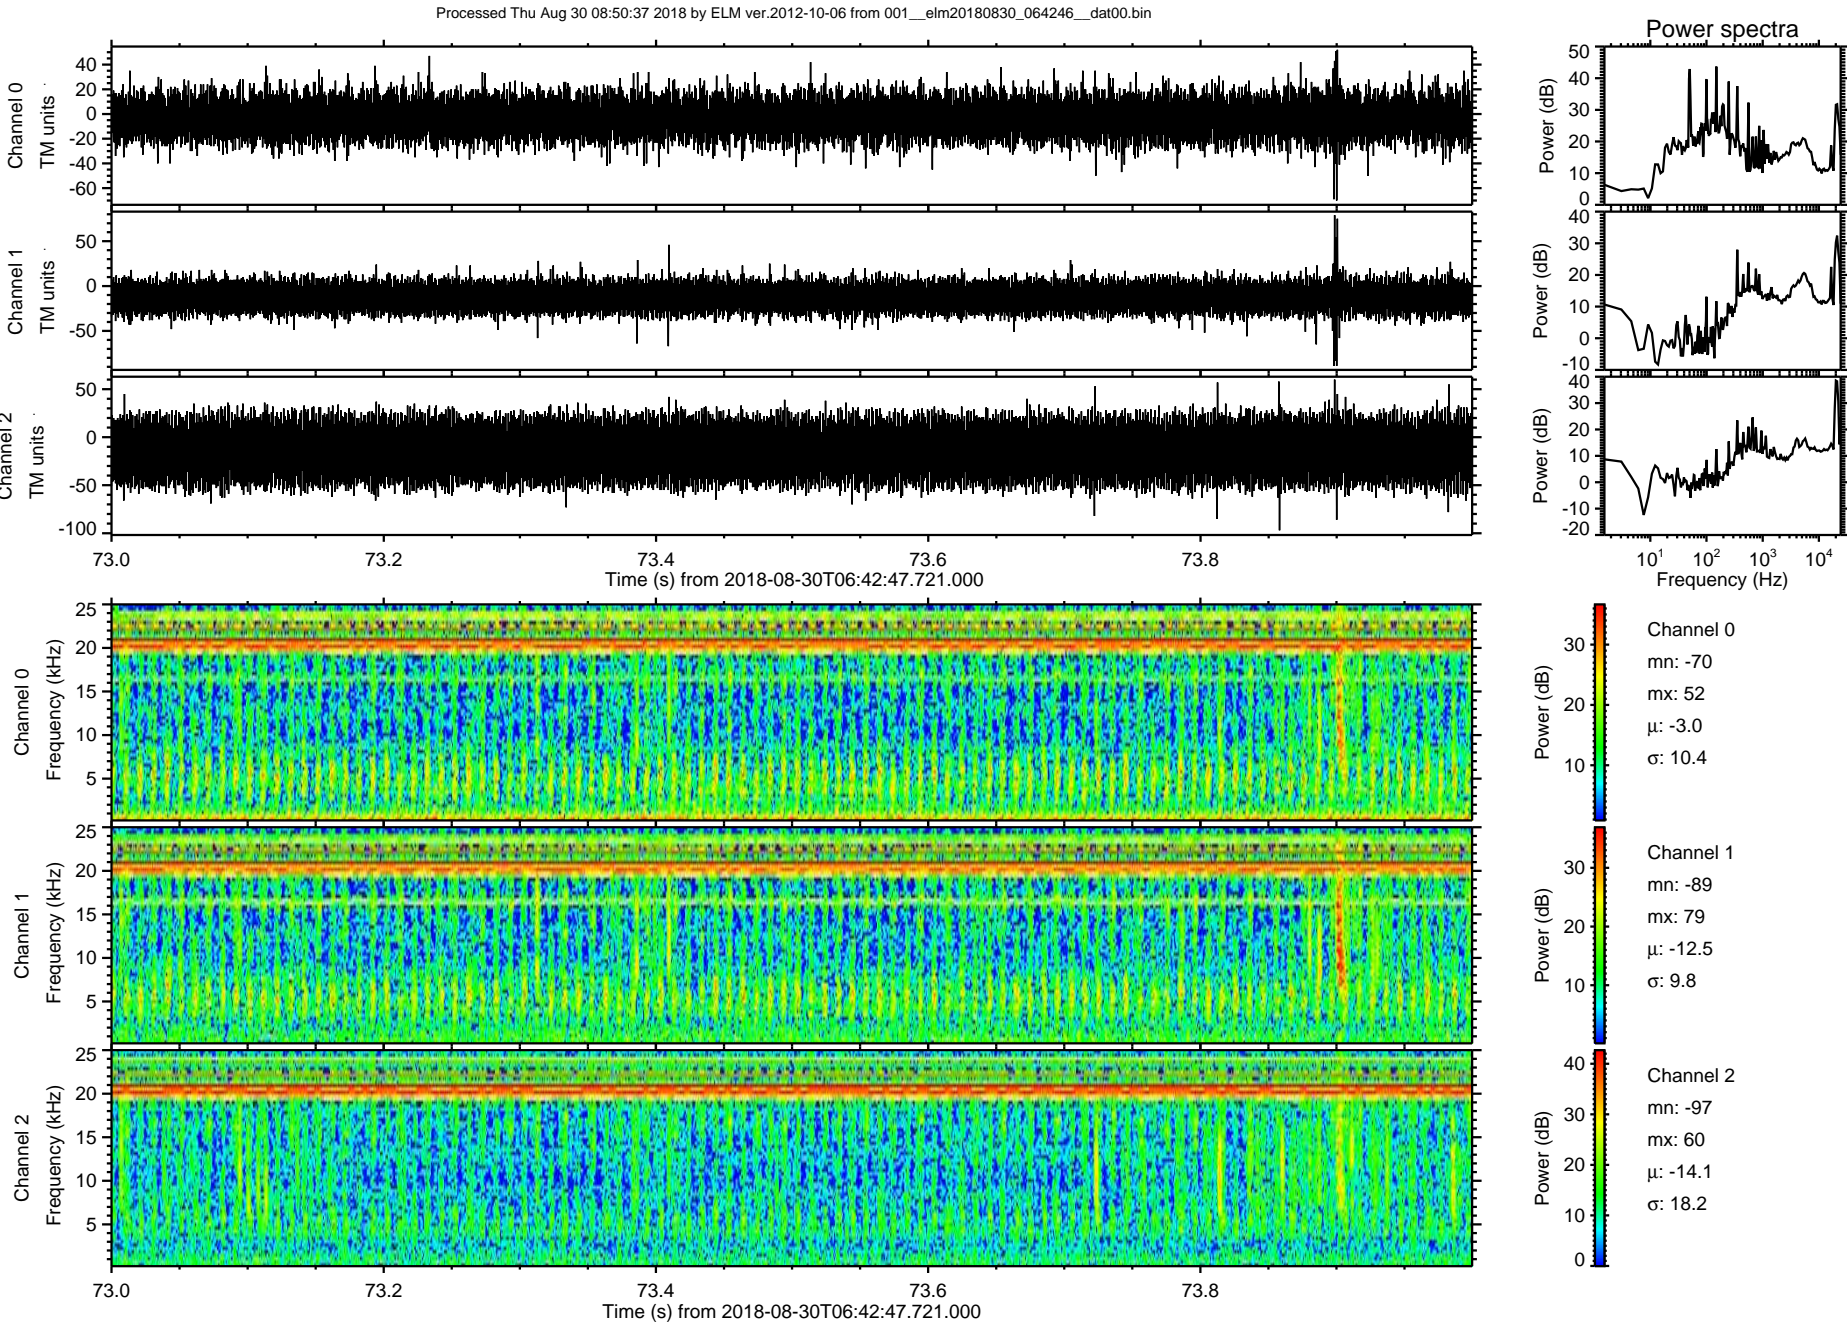 Processed Thu Aug 30 08:50:37 2018 by ELM ver.2012-10-06 from 001__elm20180830_064246__dat00.bin
Power spectra
Channel 0
TM units
40
20
0
-20
-40
-60
Power (dB)
50
40
30
20
10
0
Channel 1
TM units
50
0
-50
Power (dB)
40
30
20
10
0
-10
Channel 2
TM units
50
0
-50
-100
Power (dB)
40
30
20
10
0
-10
-20
73.0 73.2 73.4 73.6 73.8
Time (s) from 2018-08-30T06:42:47.721.000
10^1 10^2 10^3 10^4
Frequency (Hz)
Channel 0
Frequency (kHz)
25
20
15
10
5
Power (dB)
30
20
10
Channel 0
mn: -70
mx: 52
μ: -3.0
σ: 10.4
Channel 1
Frequency (kHz)
25
20
15
10
5
Power (dB)
30
20
10
Channel 1
mn: -89
mx: 79
μ: -12.5
σ: 9.8
Channel 2
Frequency (kHz)
25
20
15
10
5
Power (dB)
40
30
20
10
0
Channel 2
mn: -97
mx: 60
μ: -14.1
σ: 18.2
73.0 73.2 73.4 73.6 73.8
Time (s) from 2018-08-30T06:42:47.721.000